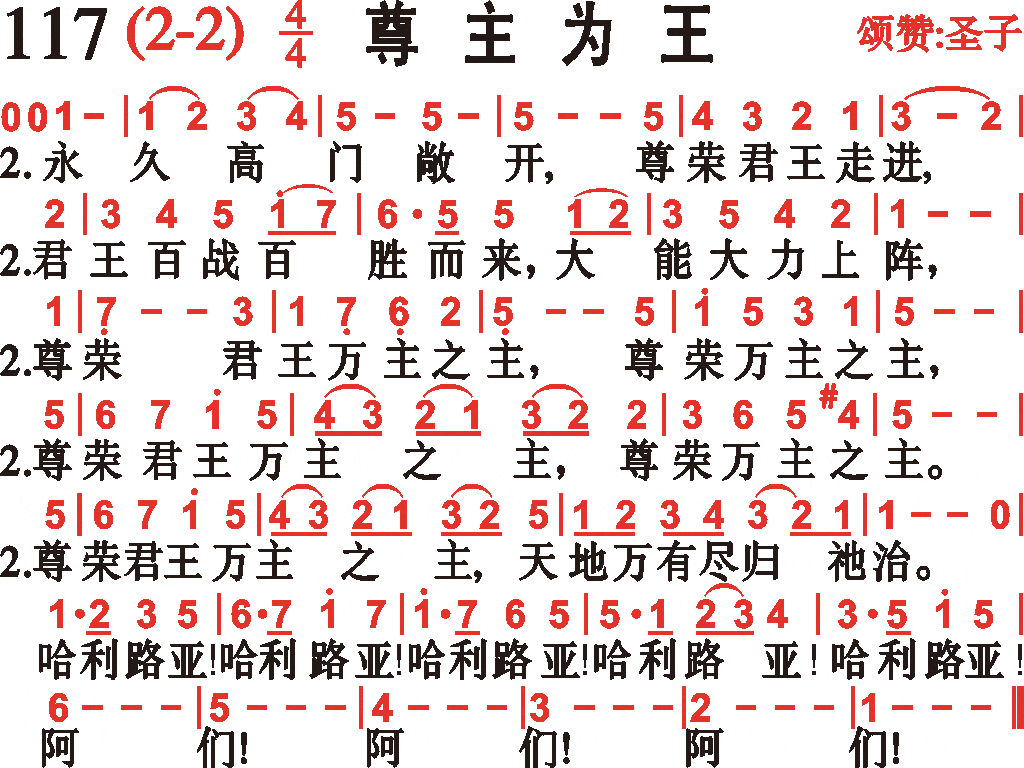 117 (2-2) 4/4 尊主为王 颂赞:圣子
0 0 1 - | 1 2 3 4 | 5 - 5 - | 5 - - 5 | 4 3 2 1 | 3 - 2 |
2.永久高门敞开,尊荣君王走进,
2 | 3 4 5 i 7 | 6 · 5 5 1 2 | 3 5 4 2 | 1 - - |
2.君王百战百胜而来,大能大力上阵,
1 | 7 - - 3 | 1 7 6 2 | 5 - - 5 | i 5 3 1 | 5 - - |
2.尊荣君王万主之主,尊荣万主之主,
5 | 6 7 i 5 | 4 3 2 1 3 2 2 | 3 6 5 #4 | 5 - - |
2.尊荣君王万主之主,尊荣万主之主。
5 | 6 7 i 5 | 4 3 2 1 3 2 5 | 1 2 3 4 3 2 1 | 1 - - 0 |
2.尊荣君王万主之主,天地万有尽归祂治。
1 · 2 3 5 | 6 · 7 i 7 | i · 7 6 5 | 5 · 1 2 3 4 | 3 · 5 i 5 |
哈利路亚!哈利路亚!哈利路亚!哈利路亚!哈利路亚!
6 - - - | 5 - - - | 4 - - - | 3 - - - | 2 - - - | 1 - - - ‖
阿们!阿们!阿们!